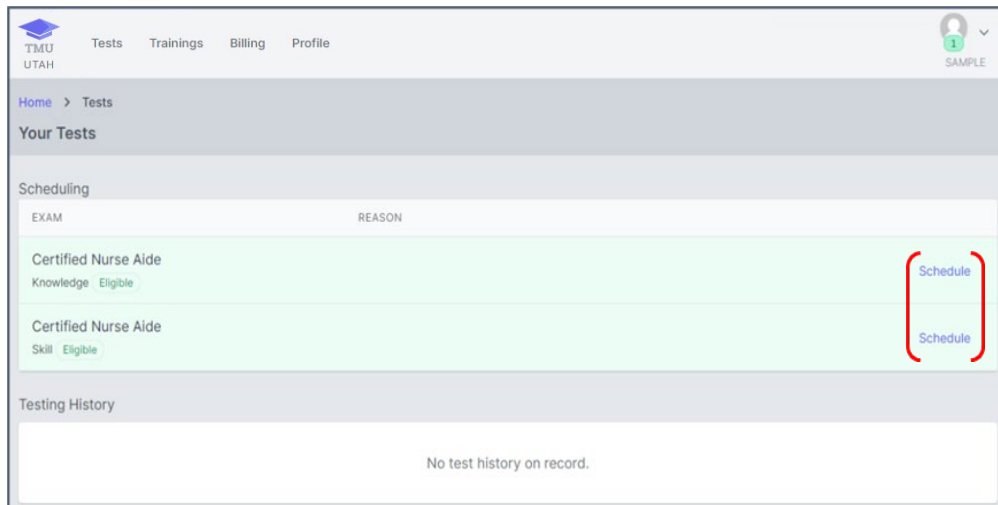 TMU
UTAH
Tests Trainings Billing Profile
1
SAMPLE
Home > Tests
Your Tests
Scheduling
EXAM REASON
Certified Nurse Aide
Knowledge Eligible
Schedule
Certified Nurse Aide
Skill Eligible
Schedule
Testing History
No test history on record.